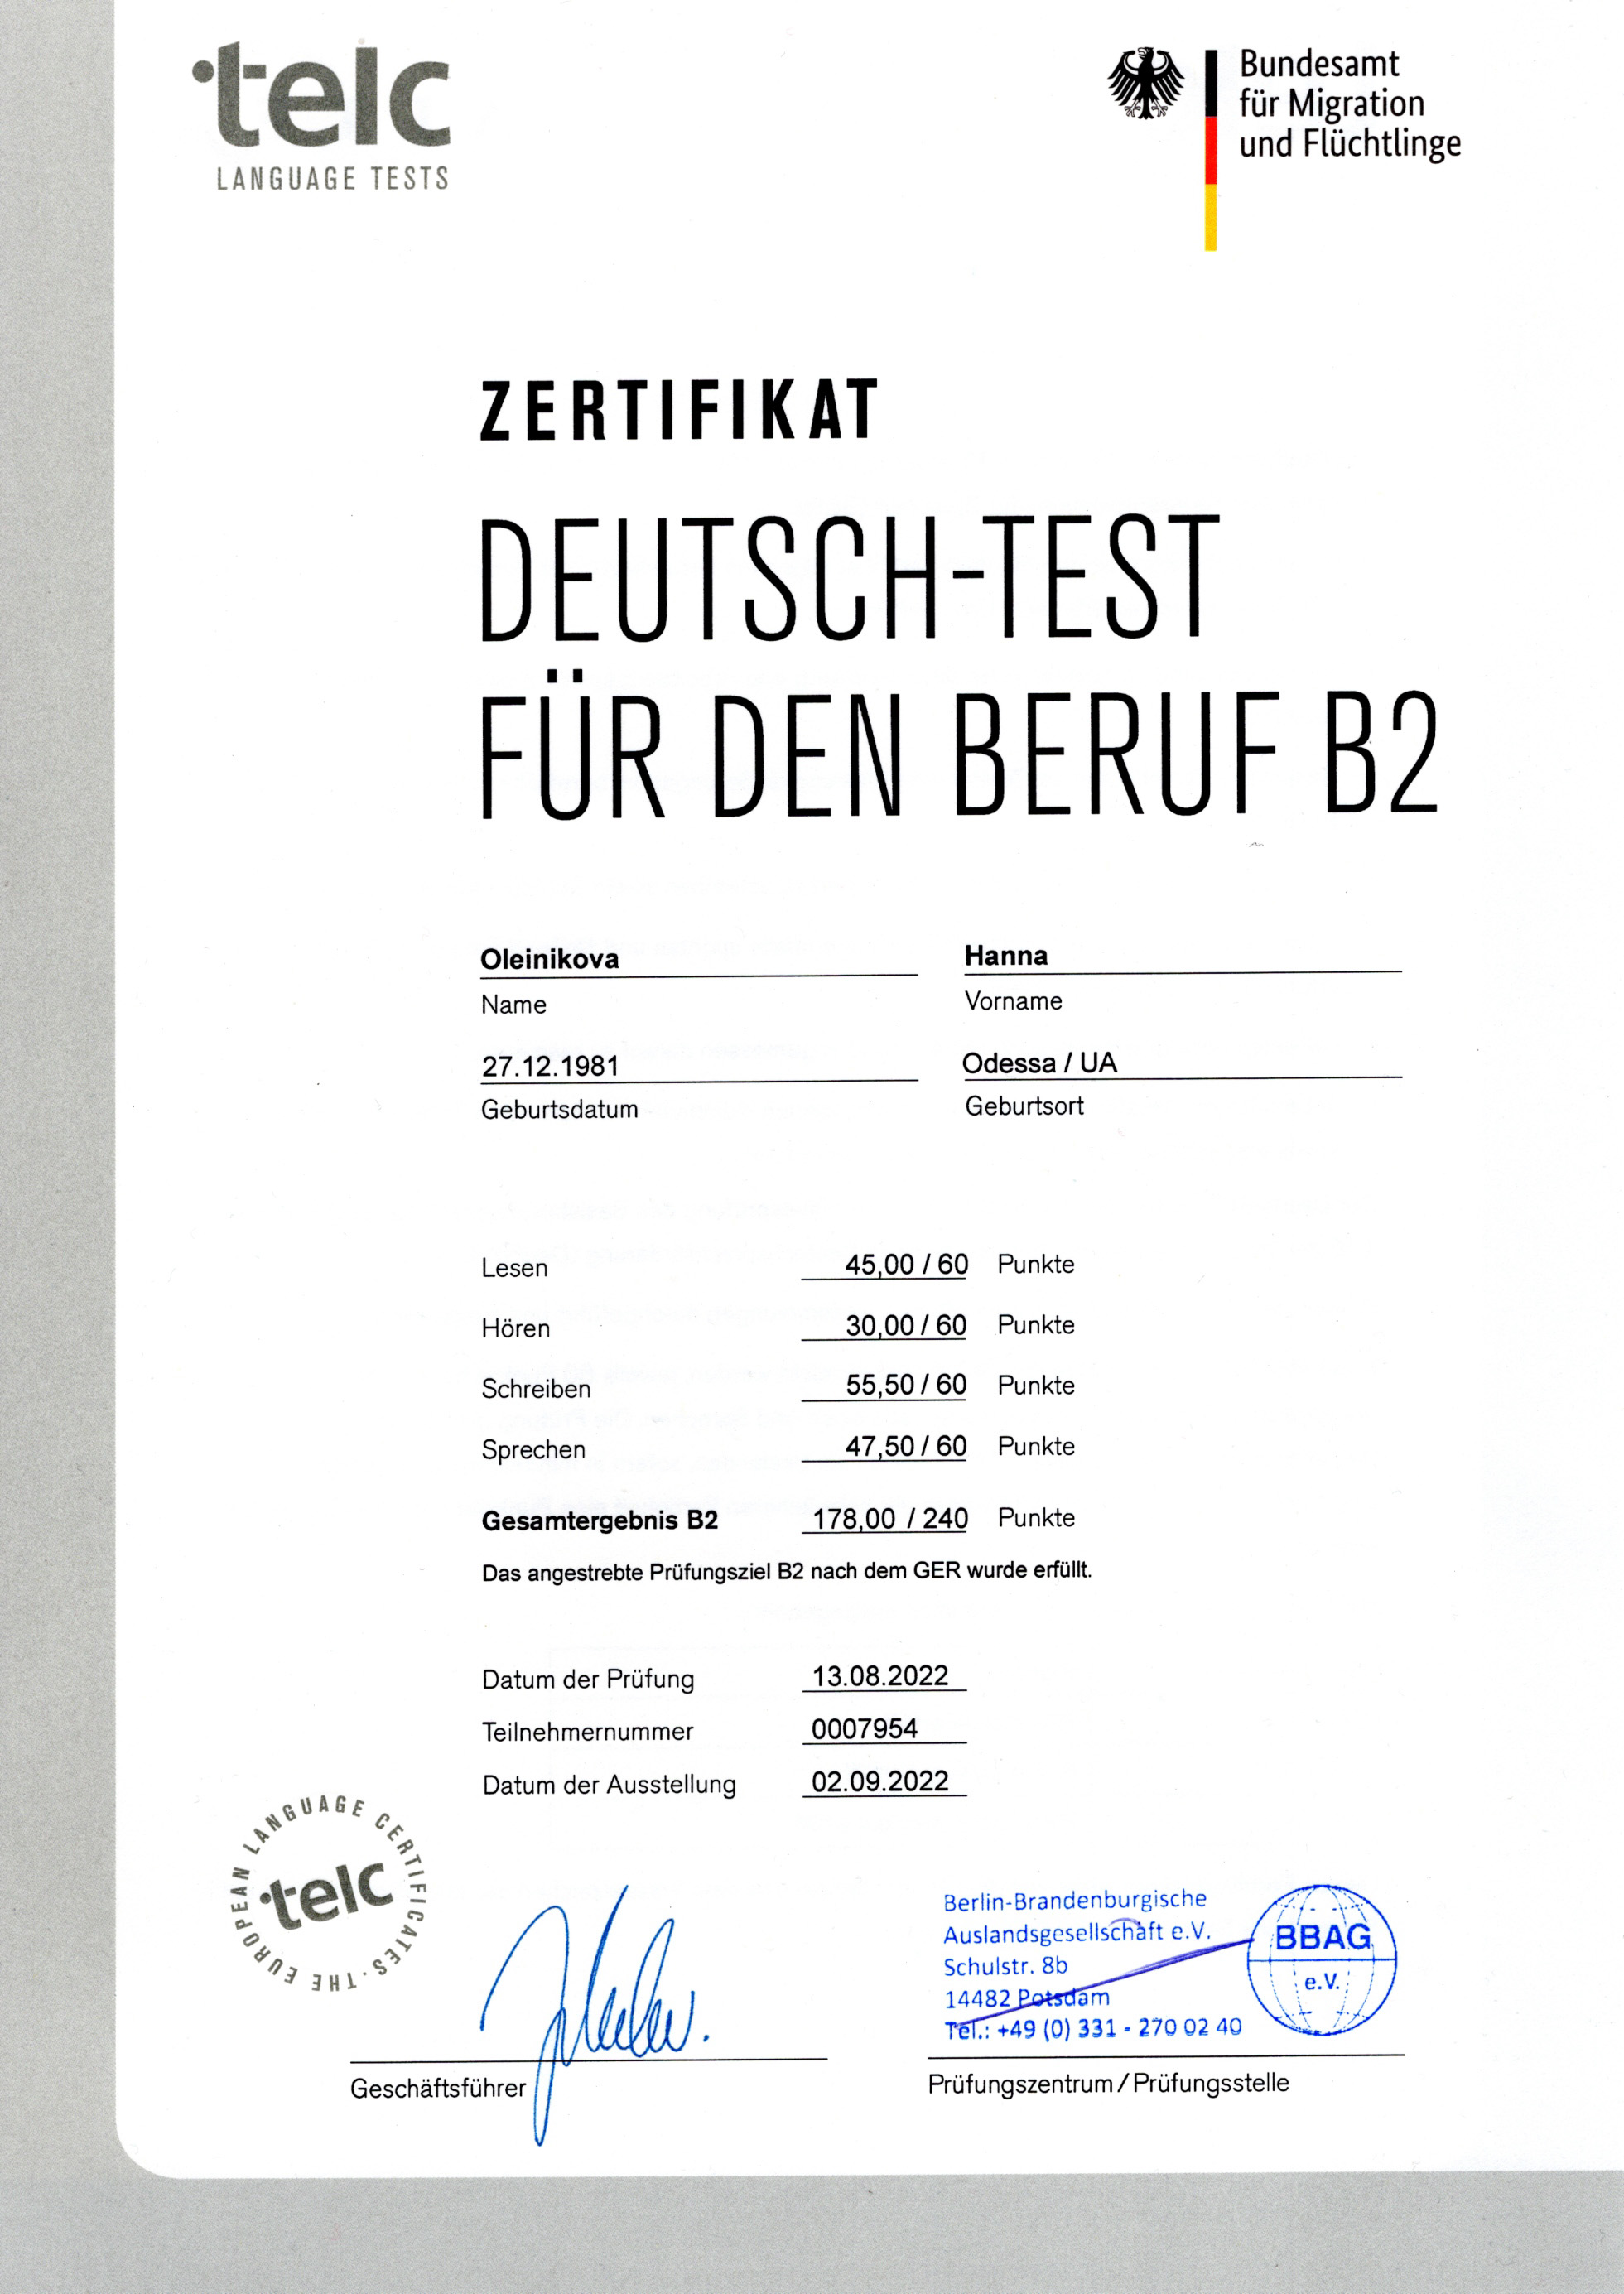 telc
LANGUAGE TESTS
Bundesamt
für Migration
und Flüchtlinge
ZERTIFIKAT
DEUTSCH-TEST
FÜR DEN BERUF B2
Oleinikova Hanna
Name Vorname
27.12.1981 Odessa / UA
Geburtsdatum Geburtsort
Lesen 45,00 / 60 Punkte
Hören 30,00 / 60 Punkte
Schreiben 55,50 / 60 Punkte
Sprechen 47,50 / 60 Punkte
Gesamtergebnis B2 178,00 / 240 Punkte
Das angestrebte Prüfungsziel B2 nach dem GER wurde erfüllt.
Datum der Prüfung 13.08.2022
Teilnehmernummer 0007954
Datum der Ausstellung 02.09.2022
THE EUROPEAN LANGUAGE CERTIFICATES
telc
Berlin-Brandenburgische
Auslandsgesellschaft e.V.
Schulstr. 8b
14482 Potsdam
Tel.: +49 (0) 331 - 270 02 40
BBAG
e.V.
Geschäftsführer
Prüfungszentrum / Prüfungsstelle